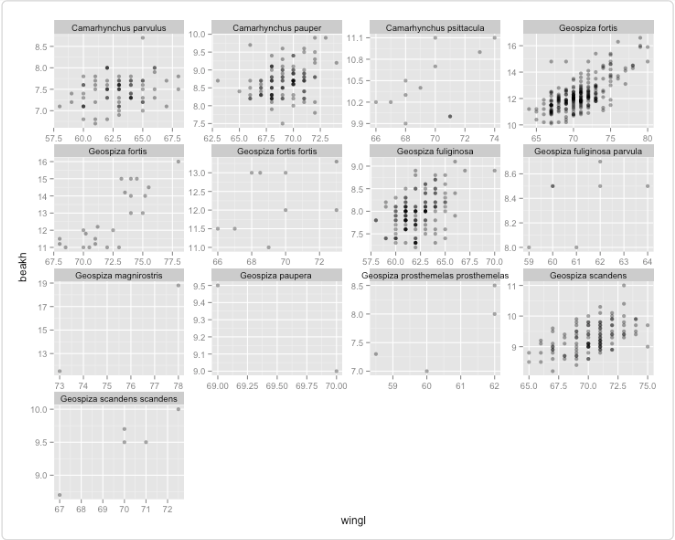 Camarhynchus parvulus Camarhynchus pauper Camarhynchus psittacula Geospiza fortis
8.5 8.0 7.5 7.0
10.0 9.5 9.0 8.5 8.0 7.5
11.1 10.8 10.5 10.2 9.9
16 14 12 10
57.5 60.0 62.5 65.0 67.5 62.5 65.0 67.5 70.0 72.5 66 68 70 72 74 65 70 75 80
Geospiza fortis Geospiza fortis fortis Geospiza fuliginosa Geospiza fuliginosa parvula
16 15 14 13 12 11
13.0 12.5 12.0 11.5 11.0
9.0 8.5 8.0 7.5
8.6 8.4 8.2 8.0
67.5 70.0 72.5 75.0 77.5 66 68 70 72 57.5 60.0 62.5 65.0 67.5 70.0 59 60 61 62 63 64
beakh
Geospiza magnirostris Geospiza paupera Geospiza prosthemelas prosthemelas Geospiza scandens
19 17 15 13
9.5 9.4 9.3 9.2 9.1 9.0
8.5 8.0 7.5 7.0
11 10 9
73 74 75 76 77 78 69.00 69.25 69.50 69.75 70.00 59 60 61 62 65.0 67.5 70.0 72.5 75.0
Geospiza scandens scandens
10.0 9.5 9.0
67 68 69 70 71 72
wingl